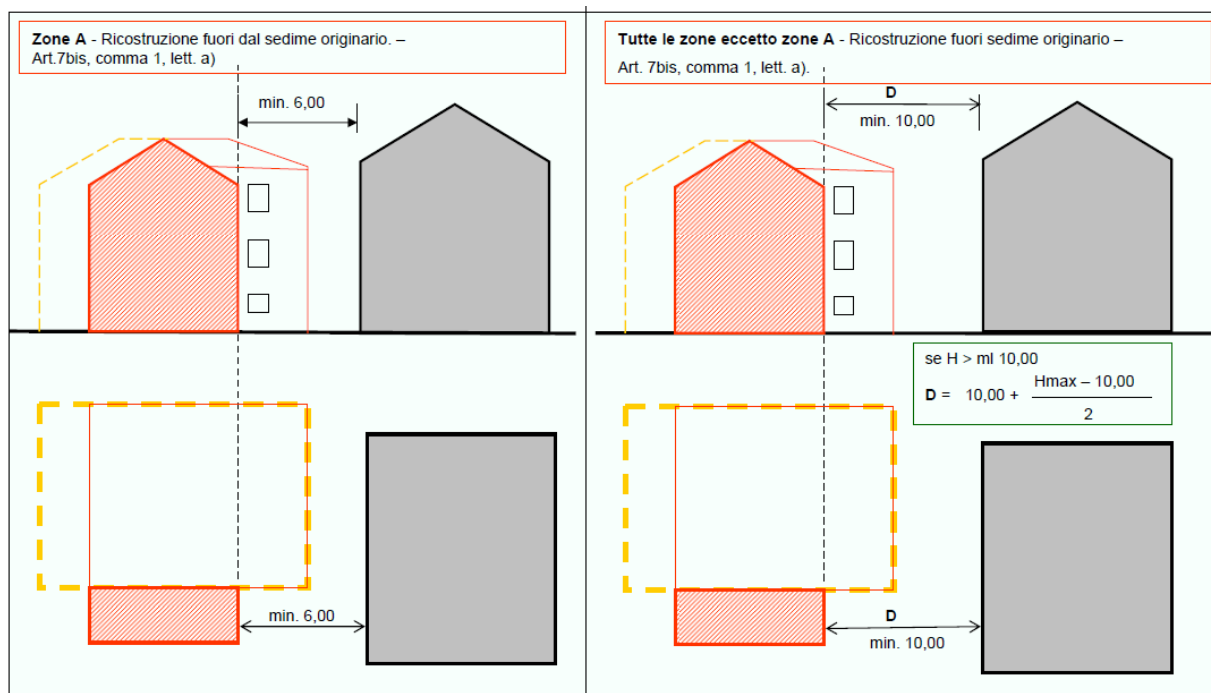 Zone A - Ricostruzione fuori dal sedime originario. –
Art.7bis, comma 1, lett. a)
min. 6,00
min. 6,00
Tutte le zone eccetto zona A - Ricostruzione fuori sedime originario –
Art. 7bis, comma 1, lett. a).
D
min. 10,00
se H > ml 10,00
D = 10,00 + Hmax – 10,00
2
D
min. 10,00